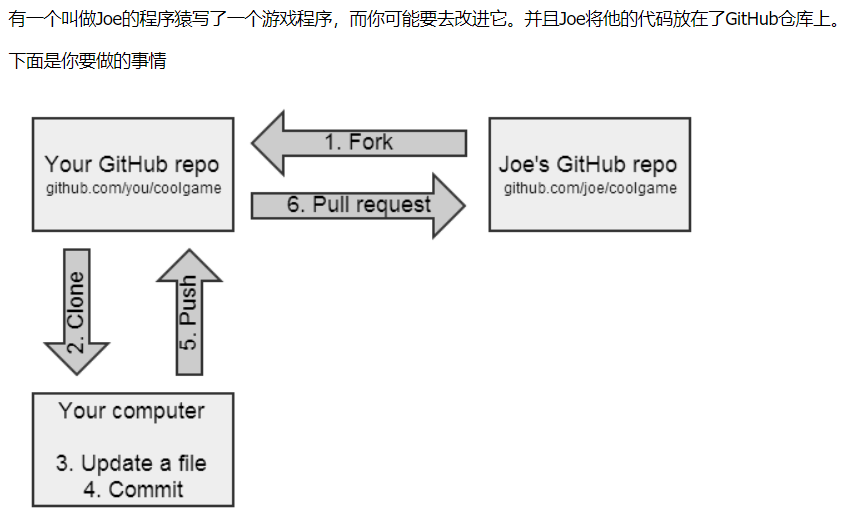 有一个叫做Joe的程序猿写了一个游戏程序，而你可能要去改进它。并且Joe将他的代码放在了GitHub仓库上。
下面是你要做的事情
1. Fork
Your GitHub repo
github.com/you/coolgame
Joe's GitHub repo
github.com/joe/coolgame
6. Pull request
2. Clone
5. Push
Your computer
3. Update a file
4. Commit